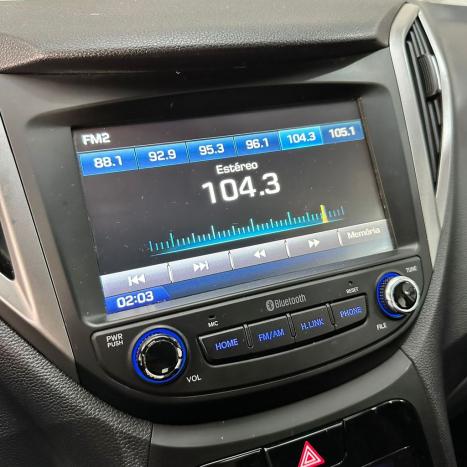 FM2
88.1 92.9 95.3 96.1 104.3 105.1
Estéreo
104.3
Memória
02:03
Bluetooth
PWR
PUSH
VOL
MIC
RESET
HOME FM/AM H.LINK PHONE
TUNE
FILE